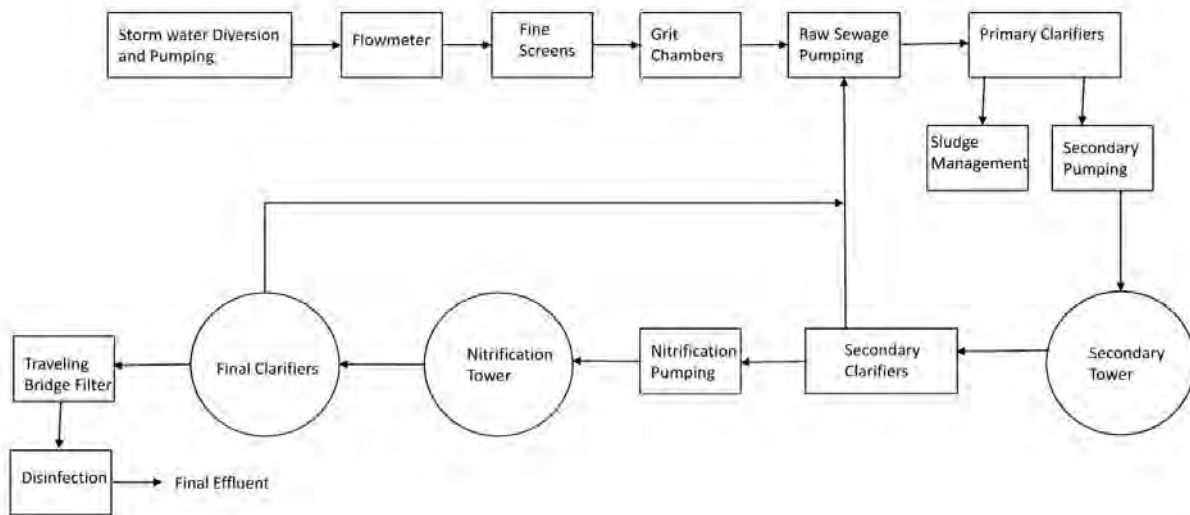 Storm water Diversion
and Pumping
Flowmeter
Fine
Screens
Grit
Chambers
Raw Sewage
Pumping
Primary Clarifiers
Sludge
Management
Secondary
Pumping
Secondary
Tower
Secondary
Clarifiers
Nitrification
Pumping
Nitrification
Tower
Final Clarifiers
Traveling
Bridge Filter
Disinfection
Final Effluent